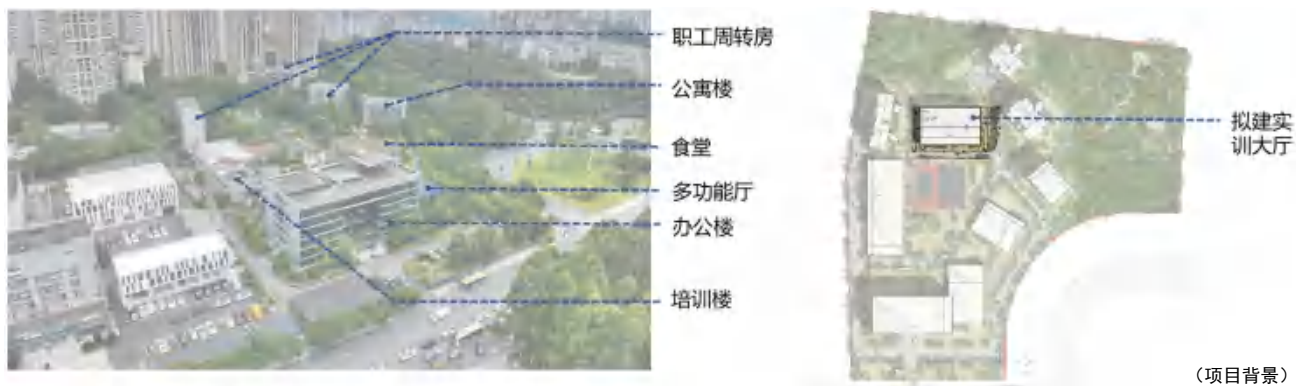 职工周转房
公寓楼
食堂
多功能厅
办公楼
培训楼
拟建实
训大厅
（项目背景）